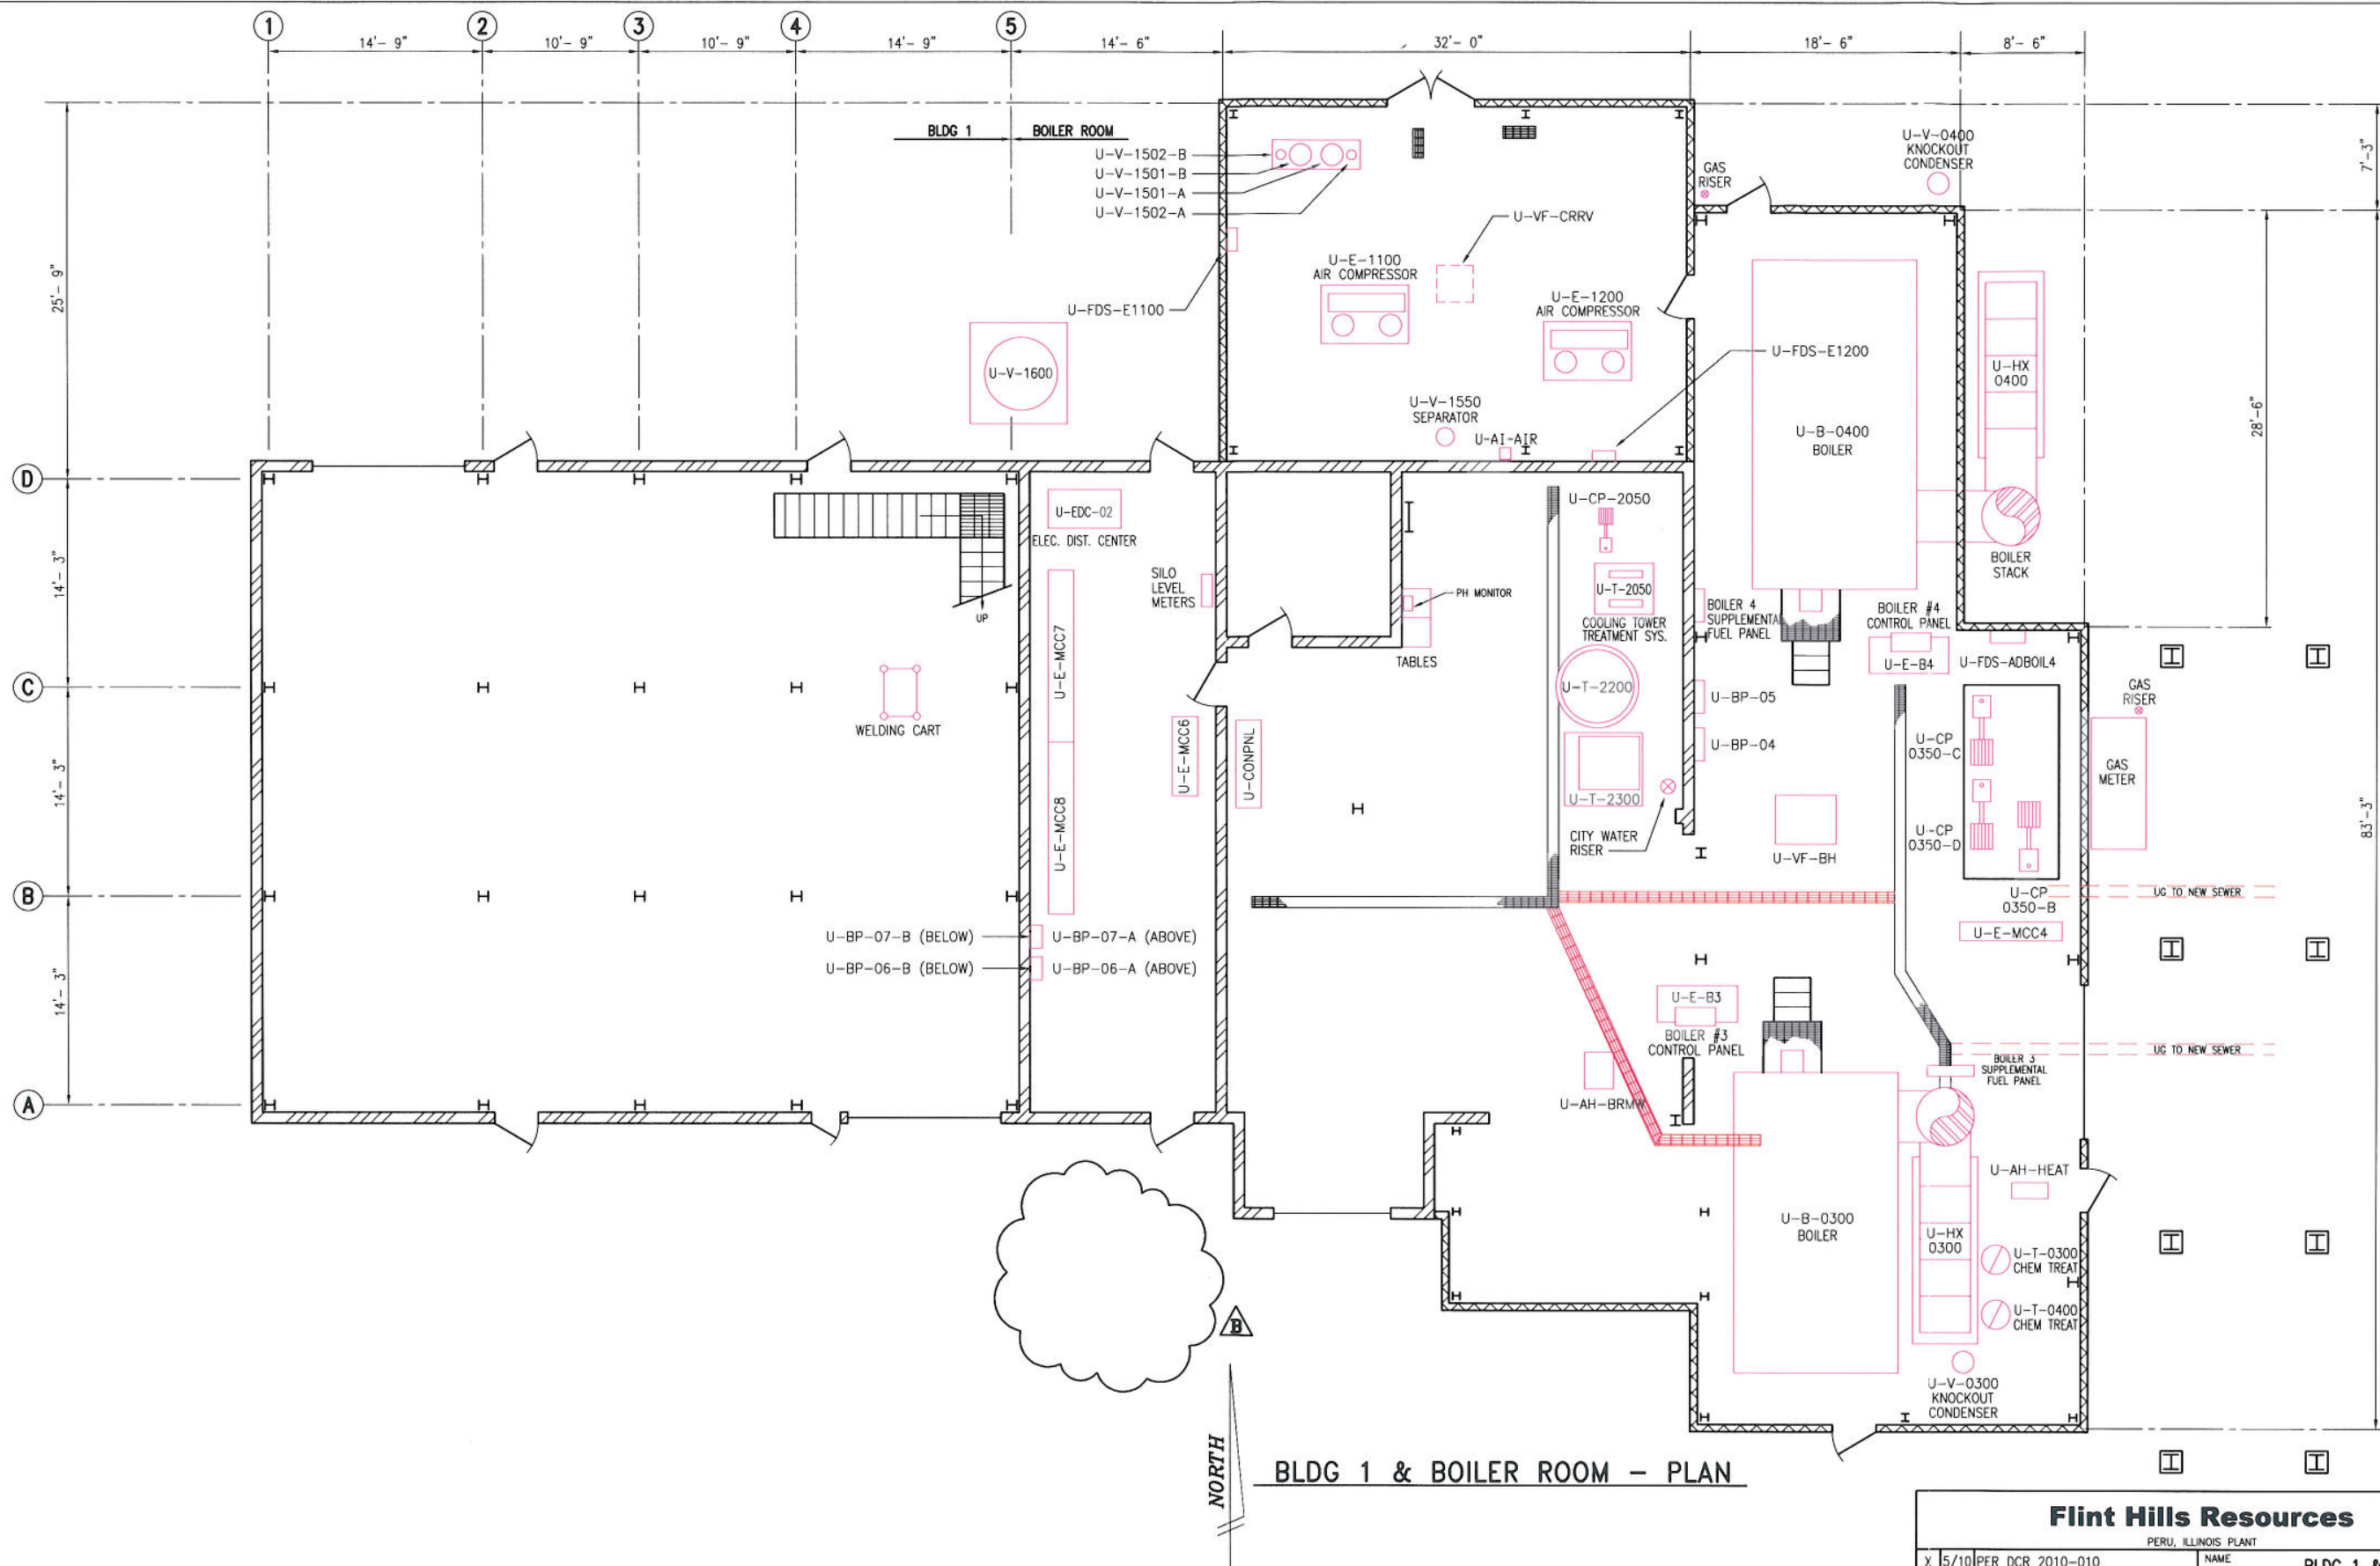 1
2
3
4
5
14'- 9"
10'- 9"
10'- 9"
14'- 9"
14'- 6"
32'- 0"
18'- 6"
8'- 6"
BLDG 1
BOILER ROOM
U-V-1502-B
U-V-1501-B
U-V-1501-A
U-V-1502-A
GAS
RISER
U-V-0400
KNOCKOUT
CONDENSER
7'-3"
25'- 9"
U-VF-CRRV
U-E-1100
AIR COMPRESSOR
U-E-1200
AIR COMPRESSOR
U-FDS-E1100
U-FDS-E1200
U-V-1600
U-HX
0400
U-V-1550
SEPARATOR
U-AI-AIR
U-B-0400
BOILER
28'-6"
D
U-EDC-02
ELEC. DIST. CENTER
U-CP-2050
BOILER
STACK
14'- 3"
SILO
LEVEL
METERS
PH MONITOR
U-T-2050
COOLING TOWER
TREATMENT SYS.
BOILER 4
SUPPLEMENTA
FUEL PANEL
BOILER #4
CONTROL PANEL
UP
U-E-MCC7
TABLES
U-E-B4
U-FDS-ADBOIL4
C
U-T-2200
U-BP-05
GAS
RISER
WELDING CART
U-E-MCC6
U-CONPNL
U-BP-04
U-CP
0350-C
GAS
METER
14'- 3"
U-T-2300
83'-3"
U-E-MCC8
CITY WATER
RISER
U-VF-BH
U-CP
0350-D
B
U-CP
0350-B
UG TO NEW SEWER
U-E-MCC4
U-BP-07-B (BELOW)
U-BP-07-A (ABOVE)
U-BP-06-B (BELOW)
U-BP-06-A (ABOVE)
14'- 3"
U-E-B3
BOILER #3
CONTROL PANEL
UG TO NEW SEWER
BOILER 3
SUPPLEMENTAL
FUEL PANEL
A
U-AH-BRMW
U-AH-HEAT
U-B-0300
BOILER
U-HX
0300
U-T-0300
CHEM TREAT
B
U-T-0400
CHEM TREAT
U-V-0300
KNOCKOUT
CONDENSER
NORTH
BLDG 1 & BOILER ROOM - PLAN
Flint Hills Resources
PERU, ILLINOIS PLANT
X 5/10 PER DCR 2010-010
NAME
BLDG 1